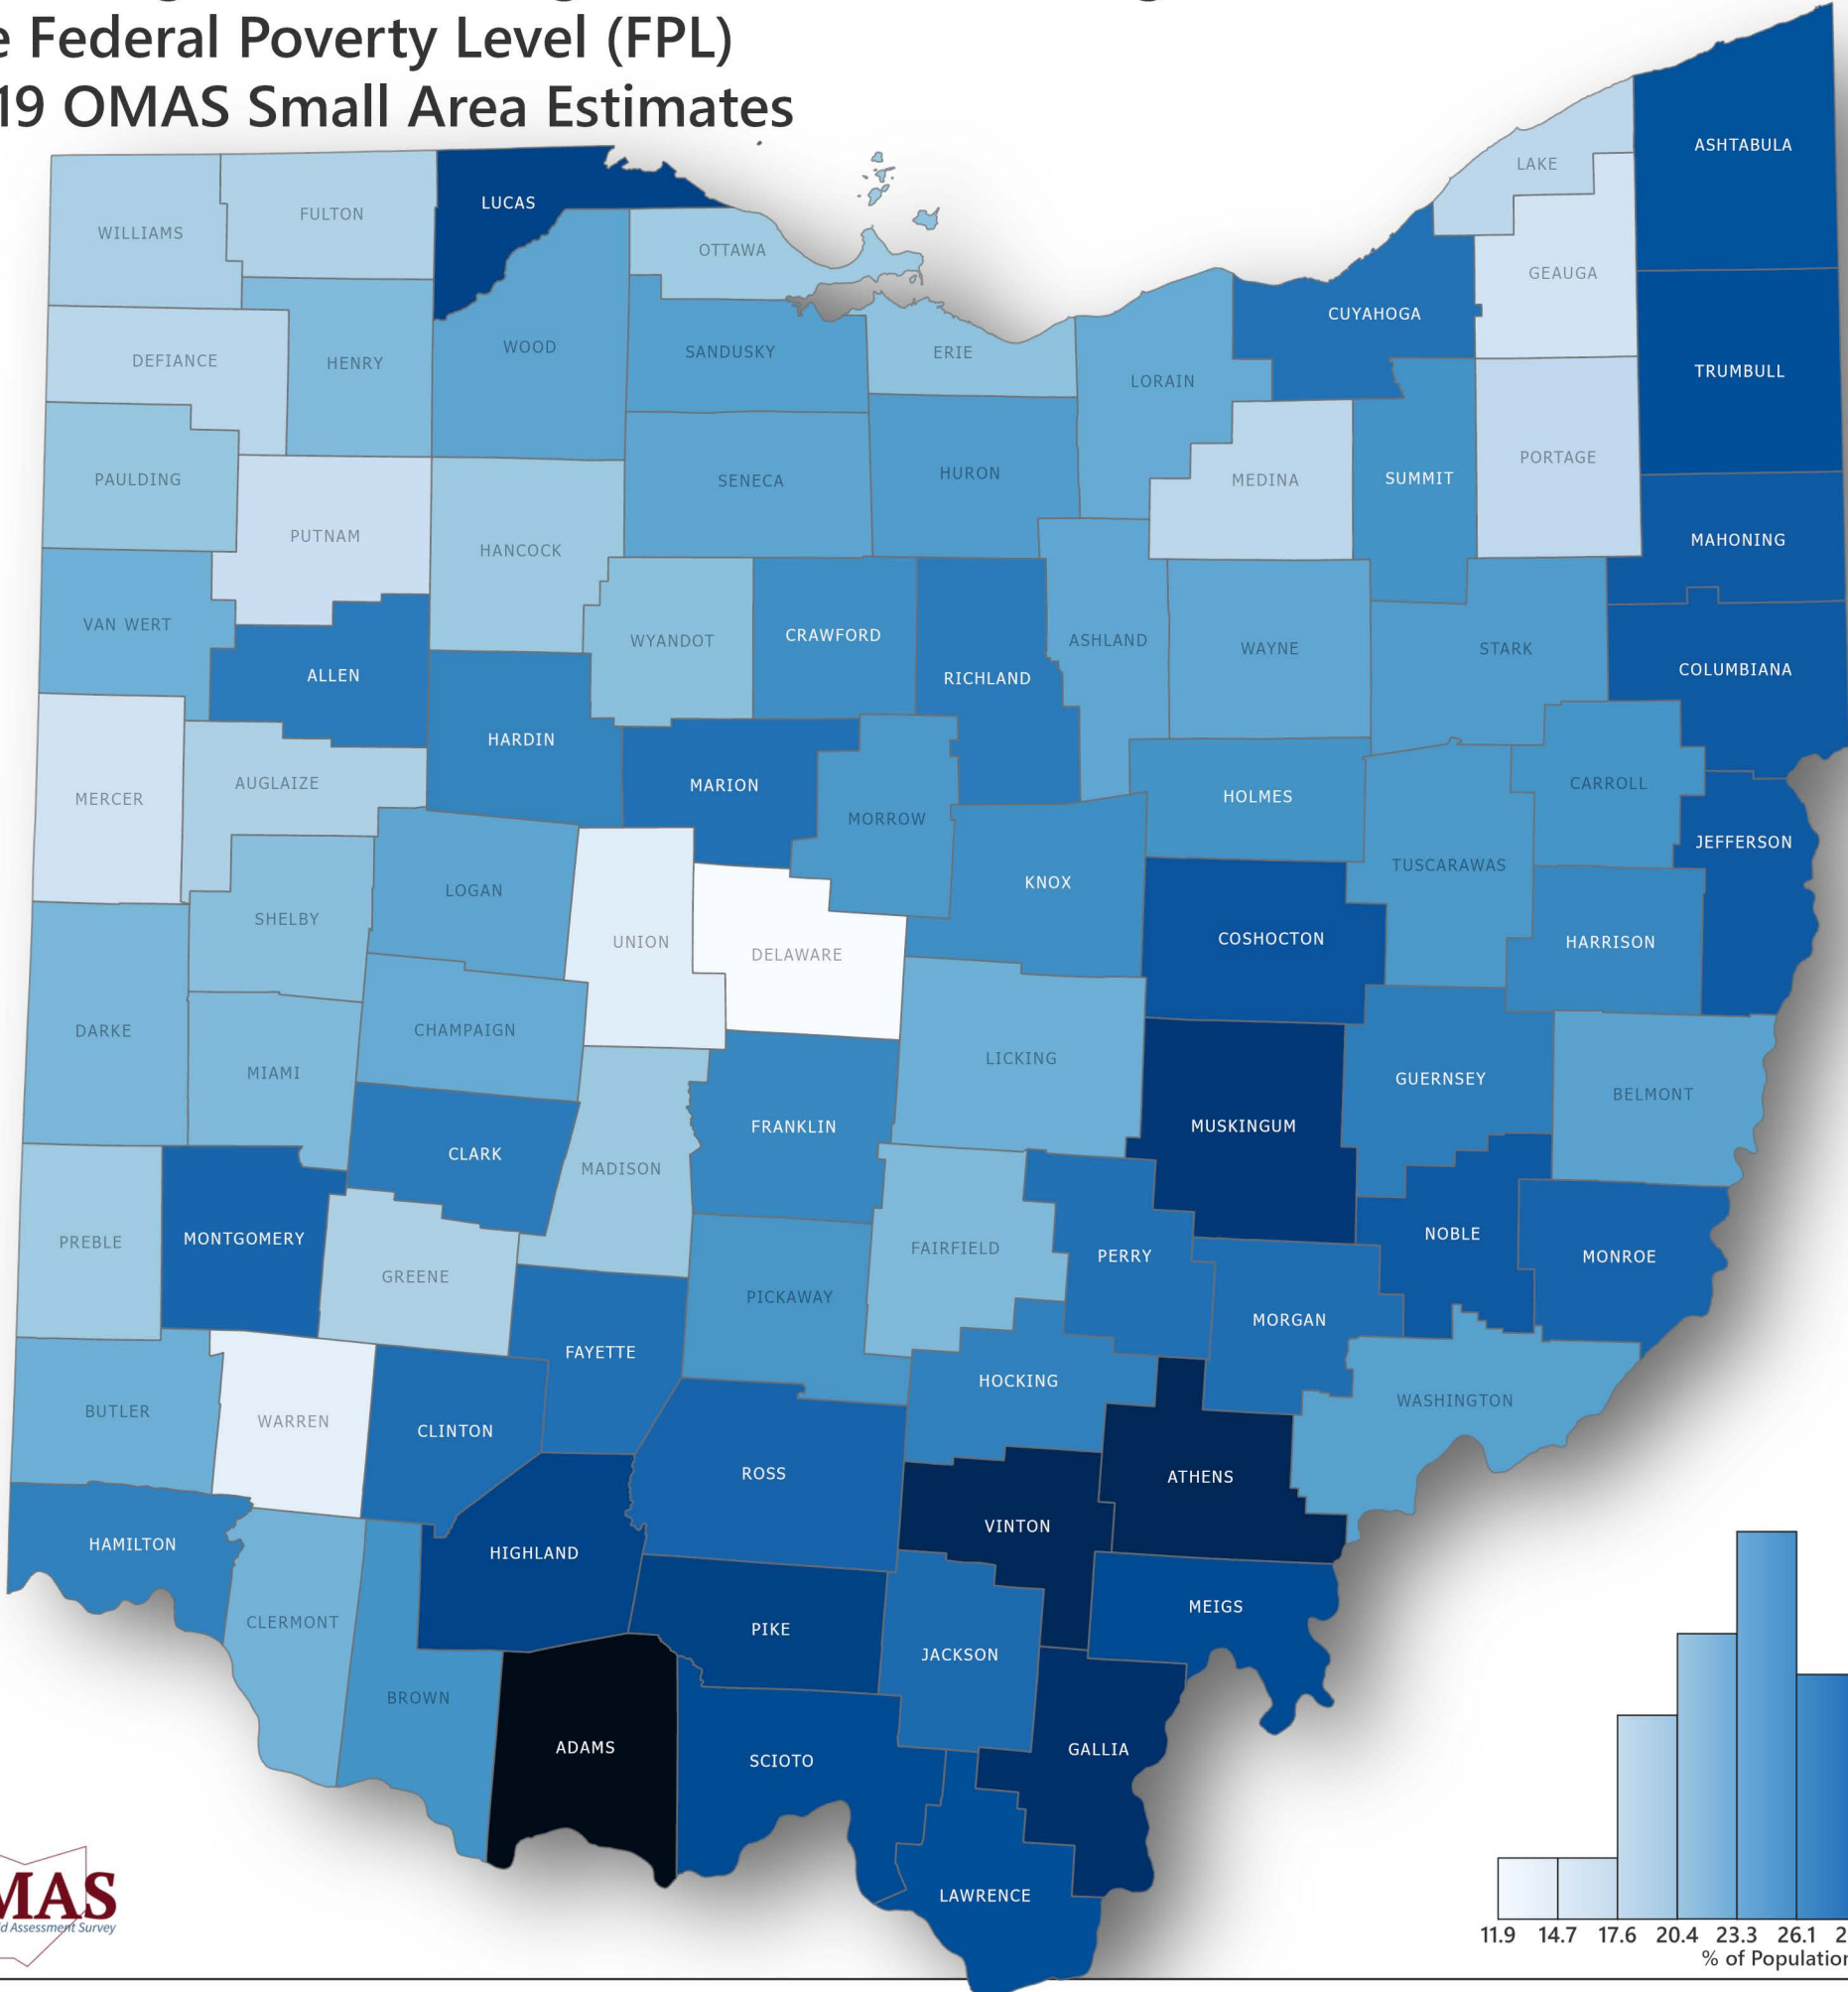 e Federal Poverty Level (FPL)
19 OMAS Small Area Estimates
ASHTABULA
LAKE
LUCAS
FULTON
WILLIAMS
OTTAWA
GEAUGA
CUYAHOGA
WOOD
SANDUSKY
ERIE
DEFIANCE
HENRY
TRUMBULL
LORAIN
PORTAGE
HURON
SUMMIT
PAULDING
SENECA
MEDINA
PUTNAM
MAHONING
HANCOCK
VAN WERT
CRAWFORD
WYANDOT
ASHLAND
WAYNE
STARK
COLUMBIANA
ALLEN
RICHLAND
HARDIN
AUGLAIZE
CARROLL
MARION
HOLMES
MERCER
MORROW
JEFFERSON
TUSCARAWAS
KNOX
LOGAN
SHELBY
COSHOCTON
UNION
HARRISON
DELAWARE
DARKE
CHAMPAIGN
LICKING
MIAMI
GUERNSEY
BELMONT
FRANKLIN
MUSKINGUM
CLARK
MADISON
NOBLE
MONTGOMERY
PREBLE
FAIRFIELD
PERRY
MONROE
GREENE
PICKAWAY
MORGAN
FAYETTE
HOCKING
WASHINGTON
BUTLER
WARREN
CLINTON
ROSS
ATHENS
VINTON
HAMILTON
HIGHLAND
MEIGS
CLERMONT
PIKE
JACKSON
BROWN
ADAMS
GALLIA
SCIOTO
LAWRENCE
MAS
d Assessment Survey
11.9 14.7 17.6 20.4 23.3 26.1 2
% of Population